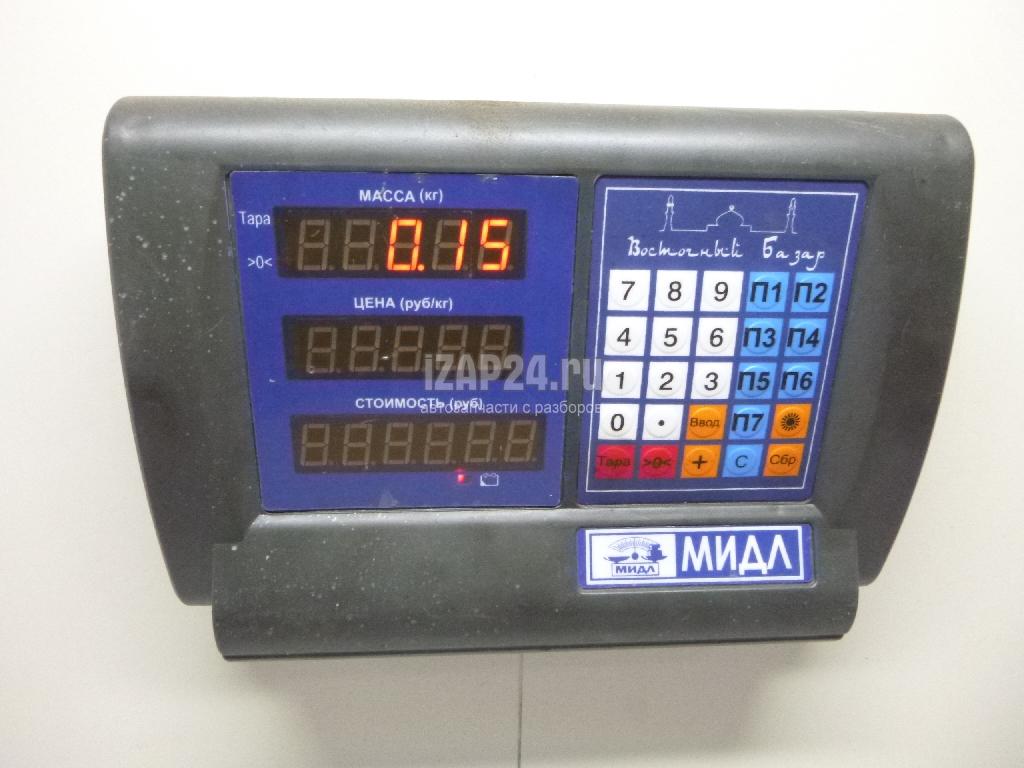 МАССА (кг)
Тара
0.15
>0<
ЦЕНА (руб/кг)
СТОИМОСТЬ (руб)
Восточный Базар
7 8 9 П1 П2
4 5 6 П3 П4
1 2 3 П5 П6
0 • Ввод П7
Тара >0< + С Сбр
МИДЛ МИДЛ
iZAP24.ru
автозапчасти с разборов